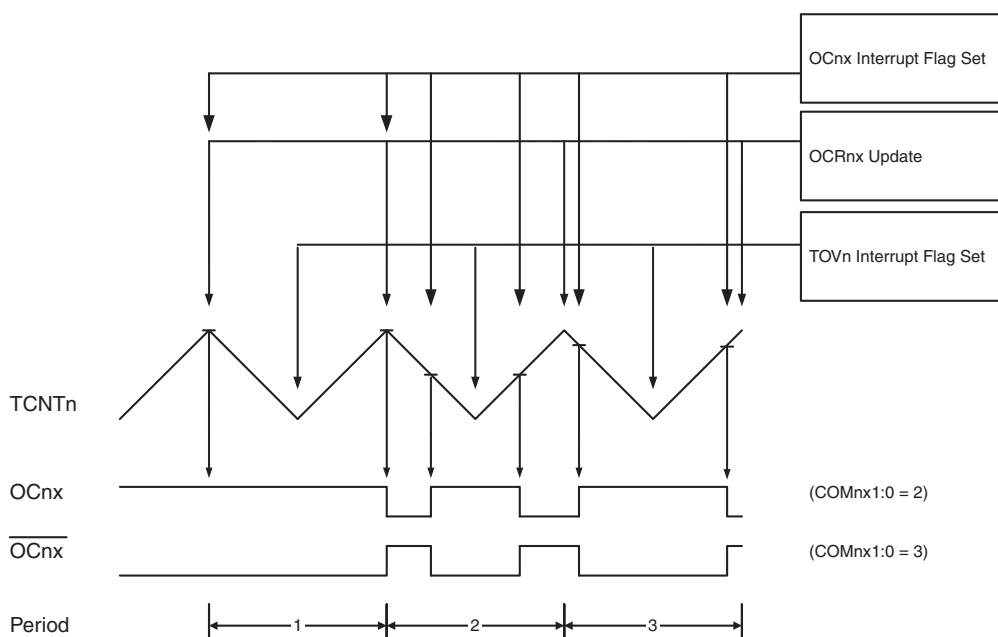 OCnx Interrupt Flag Set
OCRnx Update
TOVn Interrupt Flag Set
TCNTn
OCnx
(COMnx1:0 = 2)
OCnx
(COMnx1:0 = 3)
Period
1
2
3